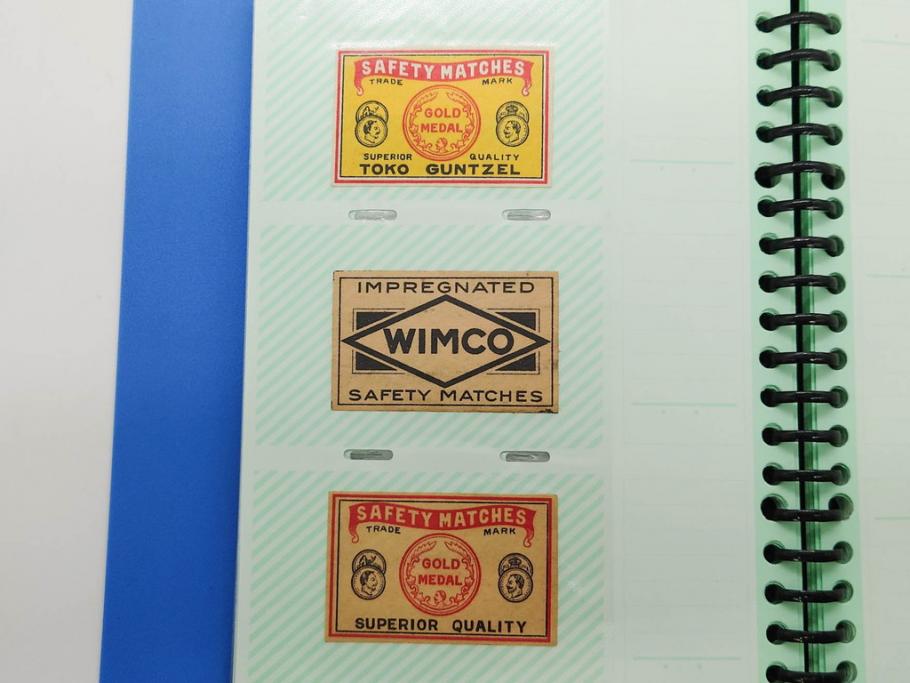 SAFETY MATCHES
TRADE MARK
GOLD
MEDAL
SUPERIOR QUALITY
TOKO GUNTZEL
IMPREGNATED
WIMCO
SAFETY MATCHES
SAFETY MATCHES
TRADE MARK
GOLD
MEDAL
SUPERIOR QUALITY